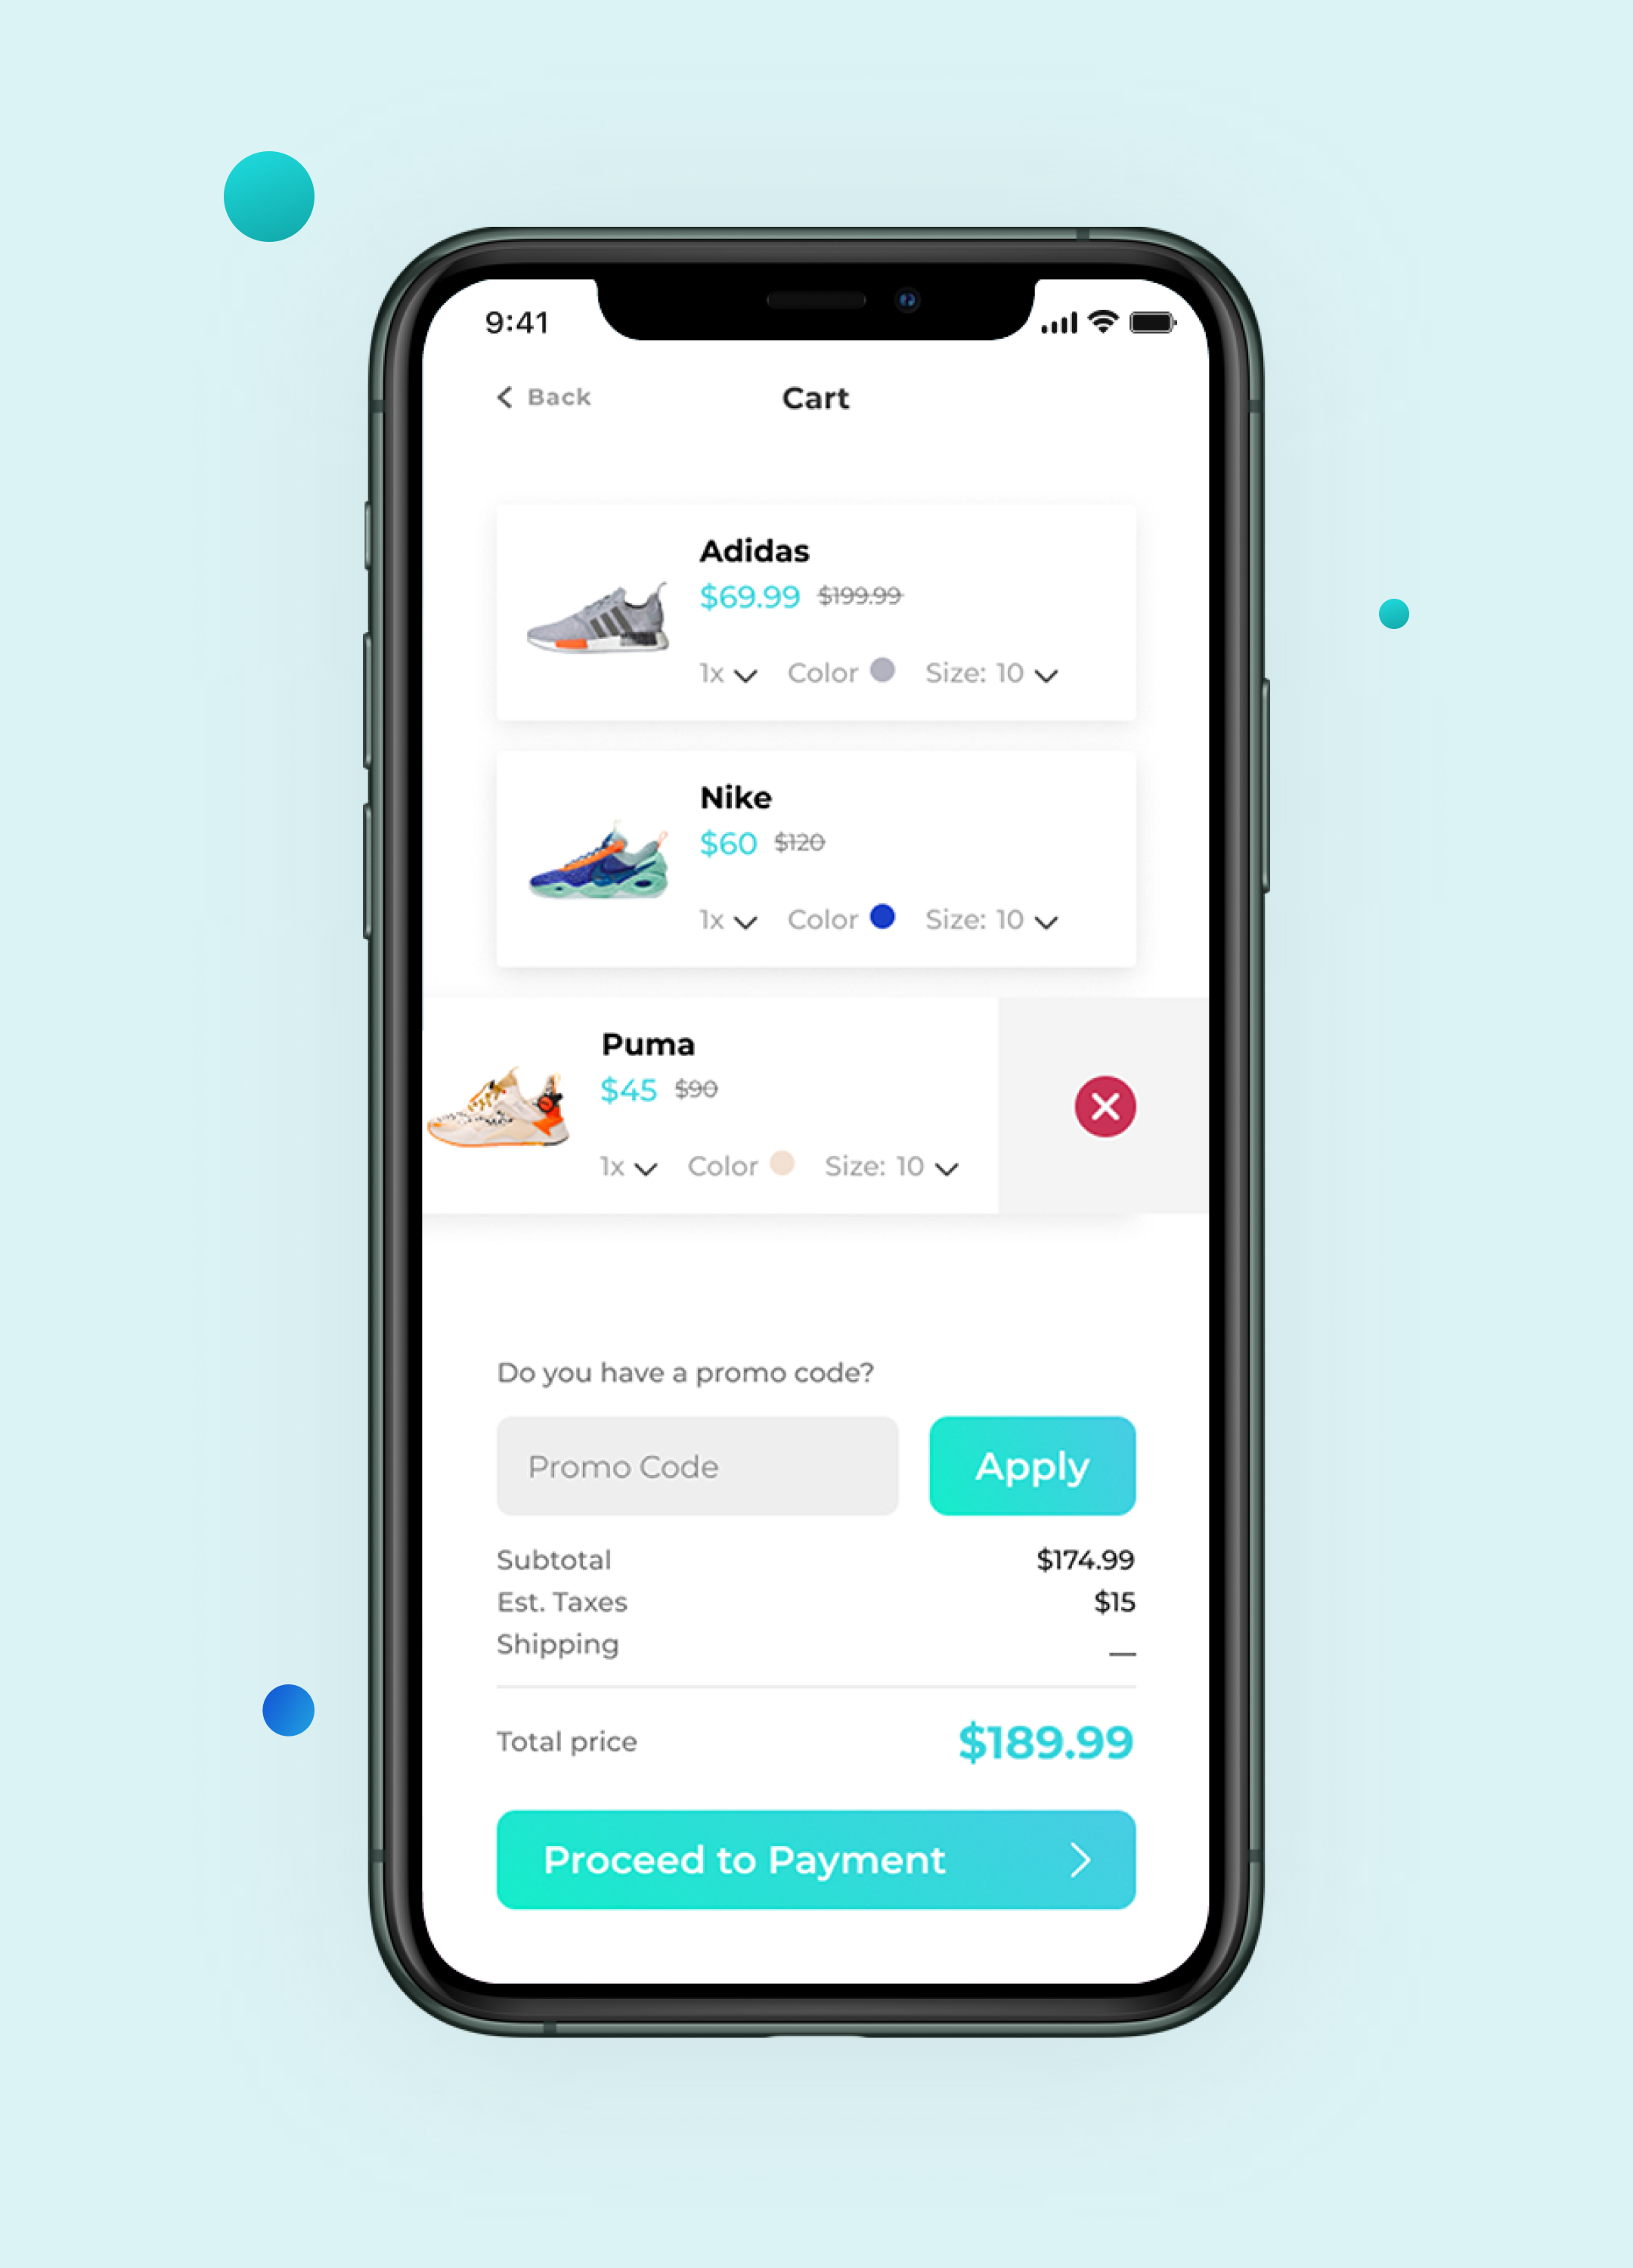 9:41
Back
Cart
Adidas
$69.99 $199.99
1x Color Size: 10
Nike
$60 $120
1x Color Size: 10
Puma
$45 $90
1x Color Size: 10
Do you have a promo code?
Promo Code
Apply
Subtotal $174.99
Est. Taxes $15
Shipping —
Total price $189.99
Proceed to Payment